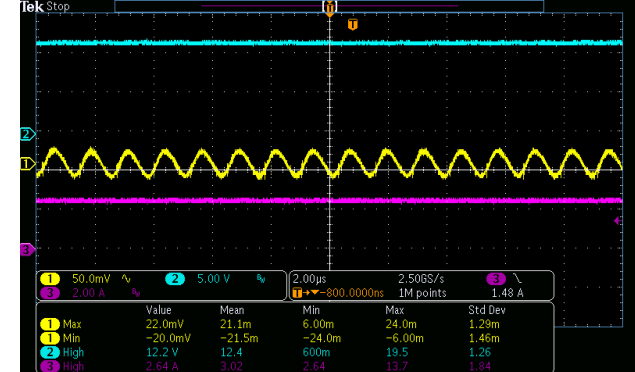 Tek Stop
T
T
2
1
3
1 50.0mV 2 5.00 V
3 2.00 A
2.00µs 2.50GS/s 3
T→▼−800.0000ns 1M points 1.48 A
Value Mean Min Max Std Dev
1 Max 22.0mV 21.1m 6.00m 24.0m 1.29m
1 Min −20.0mV −21.5m −24.0m −6.00m 1.46m
2 High 12.2 V 12.4 600m 19.5 1.26
3 High 2.64 A 3.02 2.64 13.7 1.84